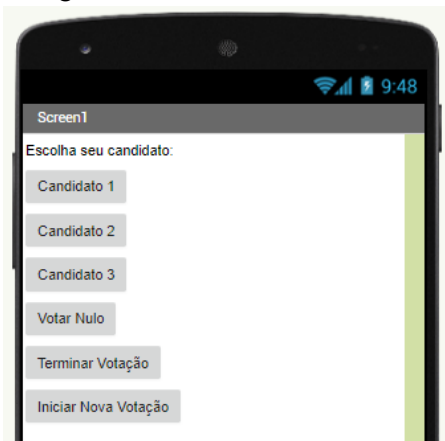 9:48
Screen1
Escolha seu candidato:
Candidato 1
Candidato 2
Candidato 3
Votar Nulo
Terminar Votação
Iniciar Nova Votação